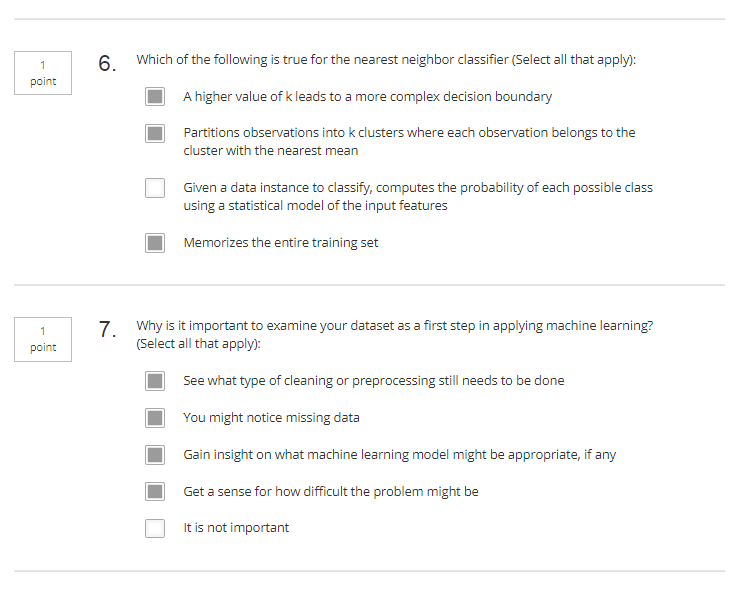 1
point
6.
Which of the following is true for the nearest neighbor classifier (Select all that apply):
A higher value of k leads to a more complex decision boundary
Partitions observations into k clusters where each observation belongs to the
cluster with the nearest mean
Given a data instance to classify, computes the probability of each possible class
using a statistical model of the input features
Memorizes the entire training set
1
point
7.
Why is it important to examine your dataset as a first step in applying machine learning?
(Select all that apply):
See what type of cleaning or preprocessing still needs to be done
You might notice missing data
Gain insight on what machine learning model might be appropriate, if any
Get a sense for how difficult the problem might be
It is not important